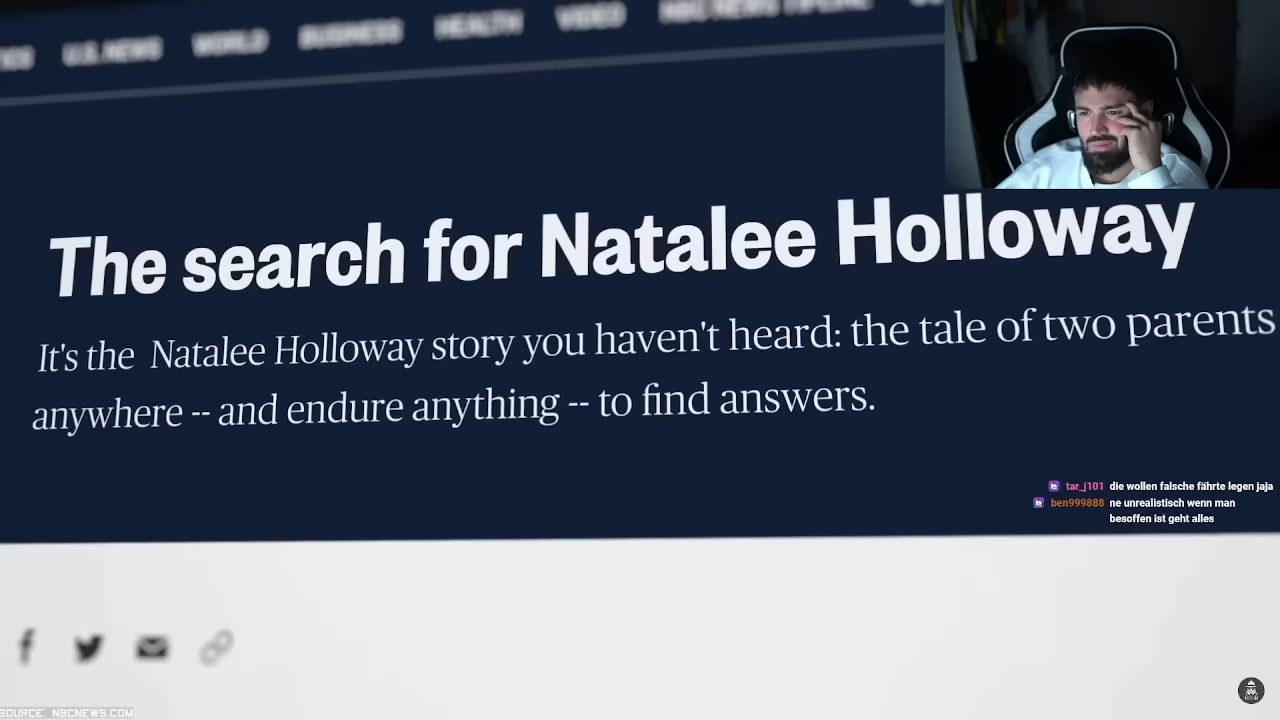 U.S. NEWS WORLD BUSINESS HEALTH VIDEO
The search for Natalee Holloway
It's the Natalee Holloway story you haven't heard: the tale of two parents
anywhere -- and endure anything -- to find answers.
tar_j101 die wollen falsche fährte legen jaja
ben999888 ne unrealistisch wenn man
besoffen ist geht alles
SOURCE: NBCNEWS.COM